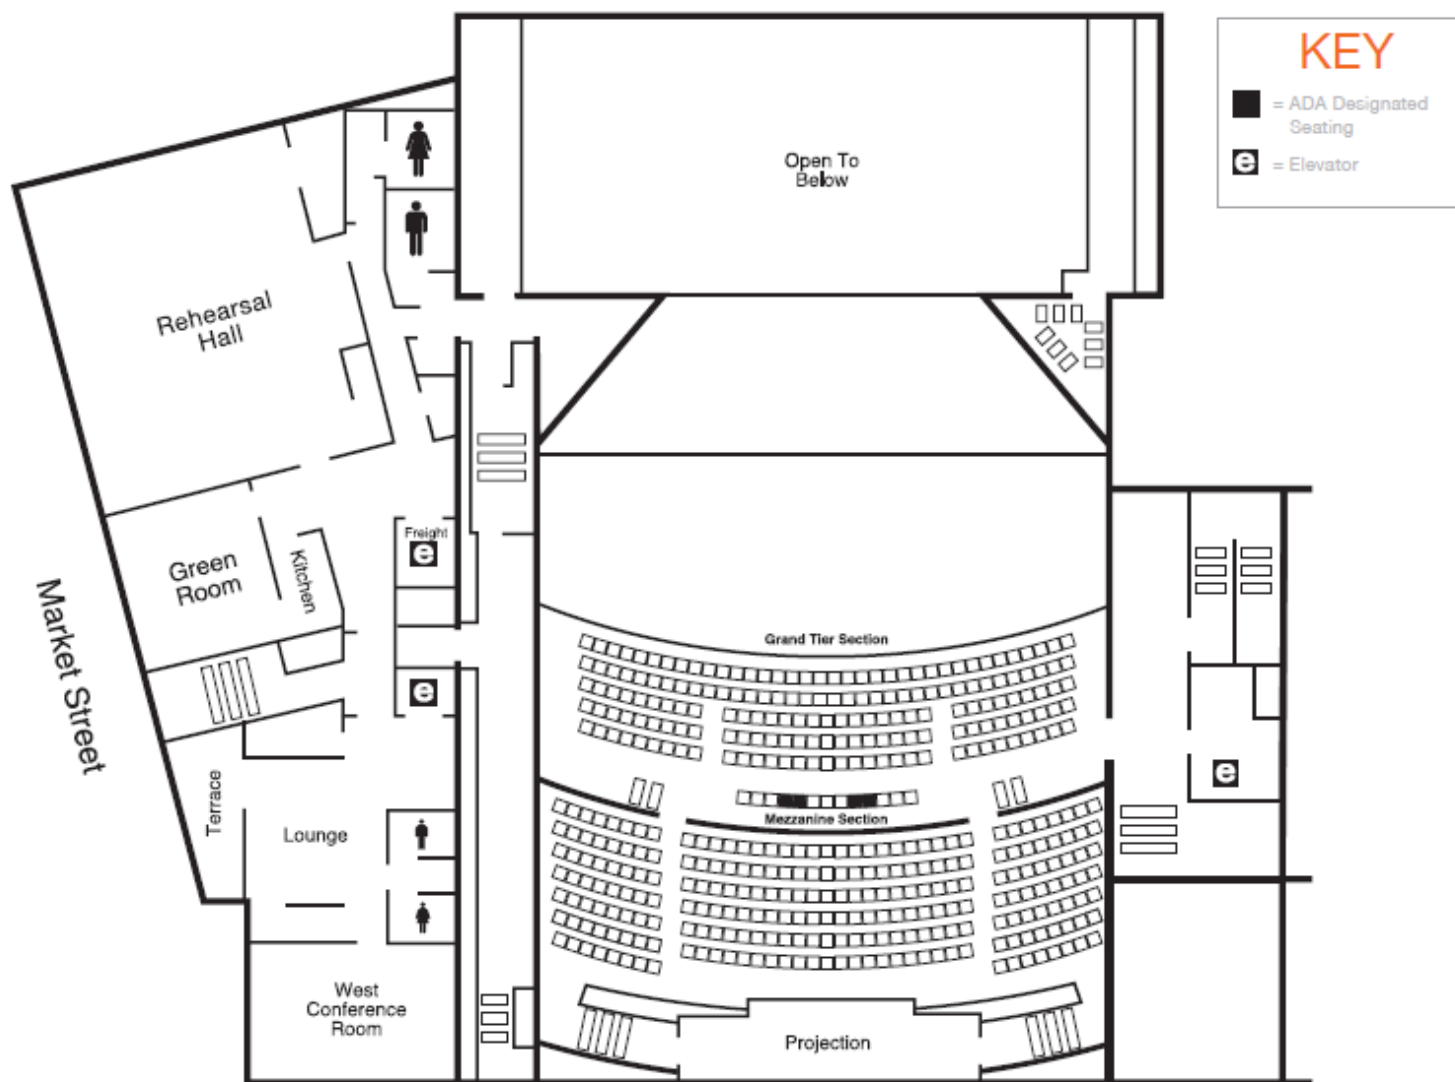 KEY
= ADA Designated
Seating
e = Elevator
Open To
Below
Rehearsal
Hall
Freight
e
Green
Room
Kitchen
Market Street
Grand Tier Section
e
e
Terrace
Lounge
Mezzanine Section
West
Conference
Room
Projection